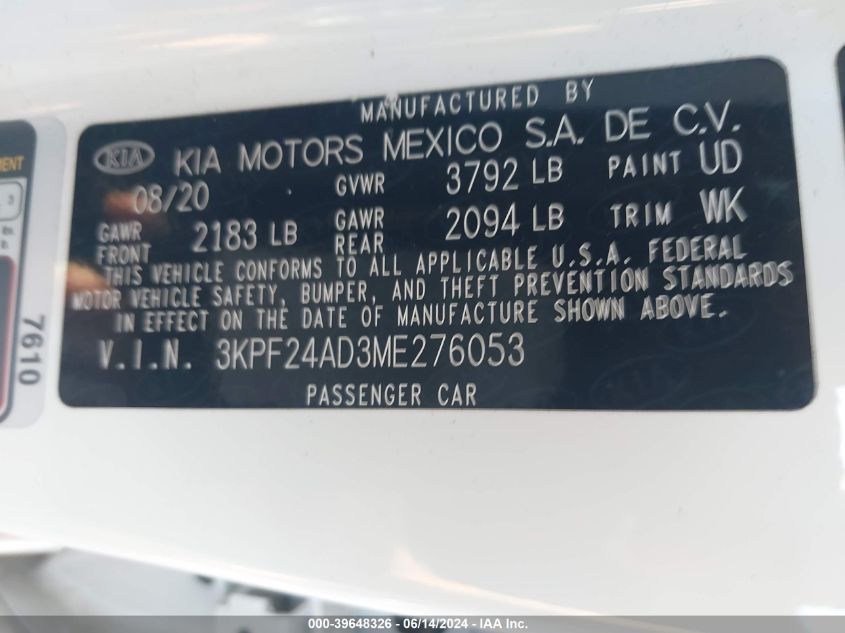 MANUFACTURED BY
KIA KIA MOTORS MEXICO S.A. DE C.V.
08/20 GVWR 3792 LB PAINT UD
GAWR FRONT 2183 LB GAWR REAR 2094 LB TRIM WK
THIS VEHICLE CONFORMS TO ALL APPLICABLE U.S.A. FEDERAL
MOTOR VEHICLE SAFETY, BUMPER, AND THEFT PREVENTION STANDARDS
IN EFFECT ON THE DATE OF MANUFACTURE SHOWN ABOVE.
V.I.N. 3KPF24AD3ME276053
PASSENGER CAR
7610
000-39648326 - 06/14/2024 - IAA Inc.